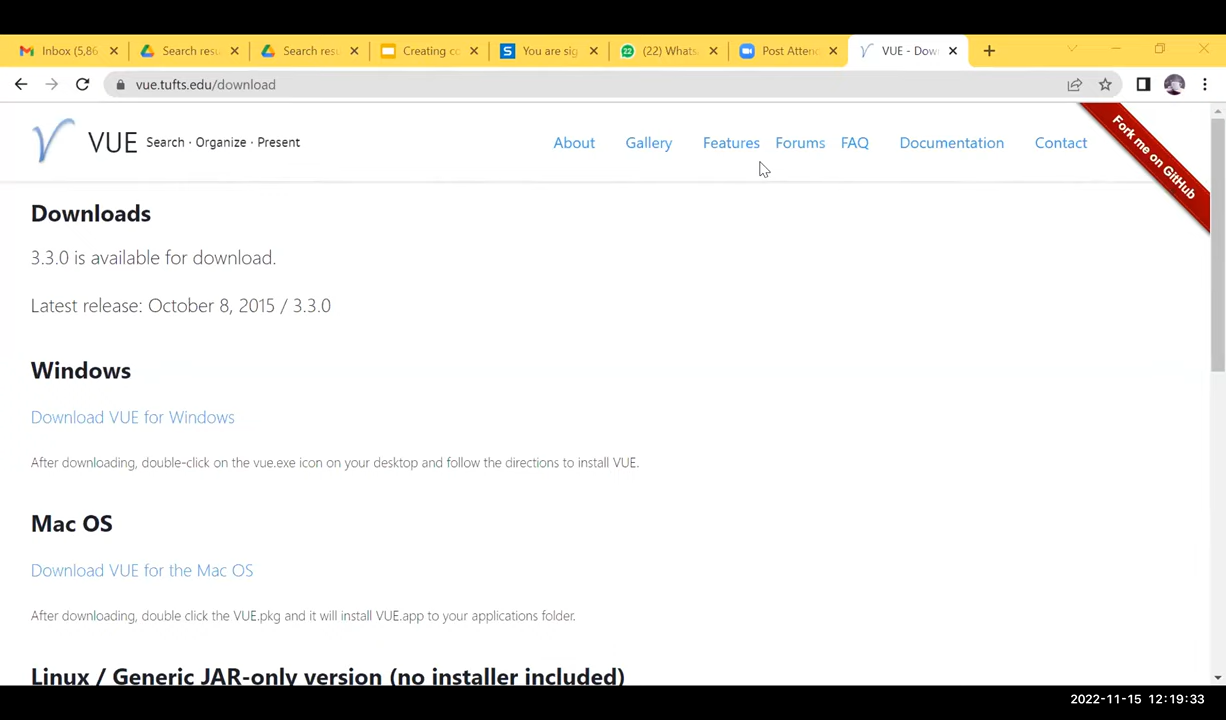 Inbox (5,86
Search resu
Search resu
Creating co
S
You are sig
22
(22) Whats
Post Attend
VUE - Down
vue.tufts.edu/download
VUE Search · Organize · Present
About
Gallery
Features
Forums
FAQ
Documentation
Contact
Fork me on GitHub
Downloads
3.3.0 is available for download.
Latest release: October 8, 2015 / 3.3.0
Windows
Download VUE for Windows
After downloading, double-click on the vue.exe icon on your desktop and follow the directions to install VUE.
Mac OS
Download VUE for the Mac OS
After downloading, double click the VUE.pkg and it will install VUE.app to your applications folder.
Linux / Generic JAR-only version (no installer included)
2022-11-15 12:19:33